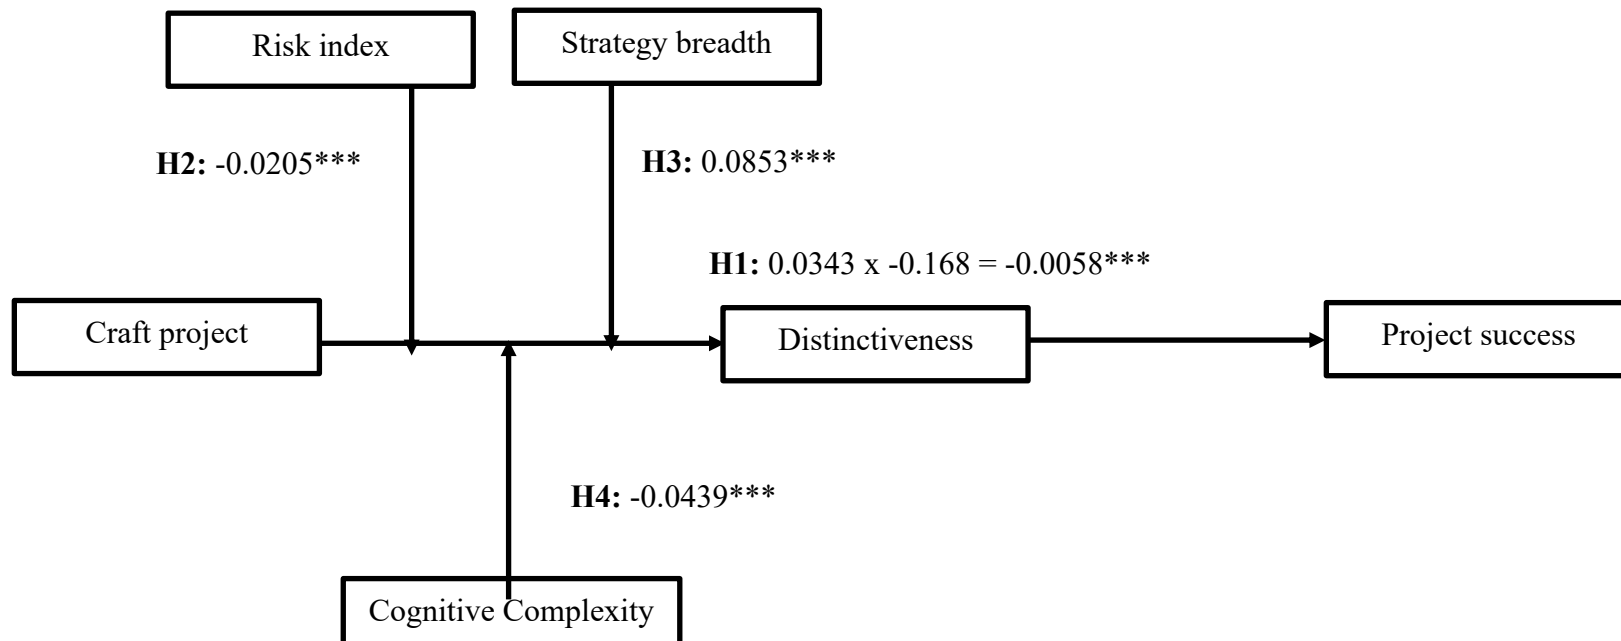 Risk index
Strategy breadth
H2: -0.0205***
H3: 0.0853***
H1: 0.0343 x -0.168 = -0.0058***
Craft project
Distinctiveness
Project success
H4: -0.0439***
Cognitive Complexity